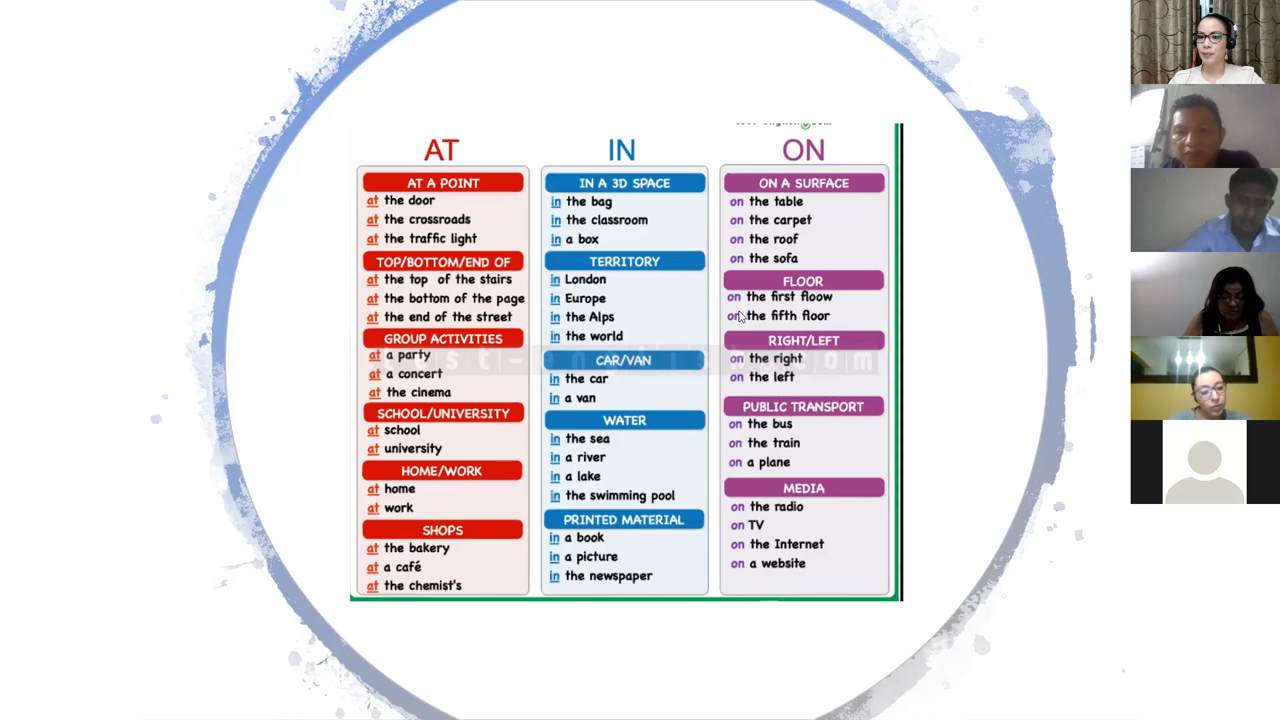 AT
AT A POINT
at the door
at the crossroads
at the traffic light
TOP/BOTTOM/END OF
at the top of the stairs
at the bottom of the page
at the end of the street
GROUP ACTIVITIES
at a party
at a concert
at the cinema
SCHOOL/UNIVERSITY
at school
at university
HOME/WORK
at home
at work
SHOPS
at the bakery
at a café
at the chemist's
IN
IN A 3D SPACE
in the bag
in the classroom
in a box
TERRITORY
in London
in Europe
in the Alps
in the world
CAR/VAN
in the car
in a van
WATER
in the sea
in a river
in a lake
in the swimming pool
PRINTED MATERIAL
in a book
in a picture
in the newspaper
ON
ON A SURFACE
on the table
on the carpet
on the roof
on the sofa
FLOOR
on the first floow
on the fifth floor
RIGHT/LEFT
on the right
on the left
PUBLIC TRANSPORT
on the bus
on the train
on a plane
MEDIA
on the radio
on TV
on the Internet
on a website